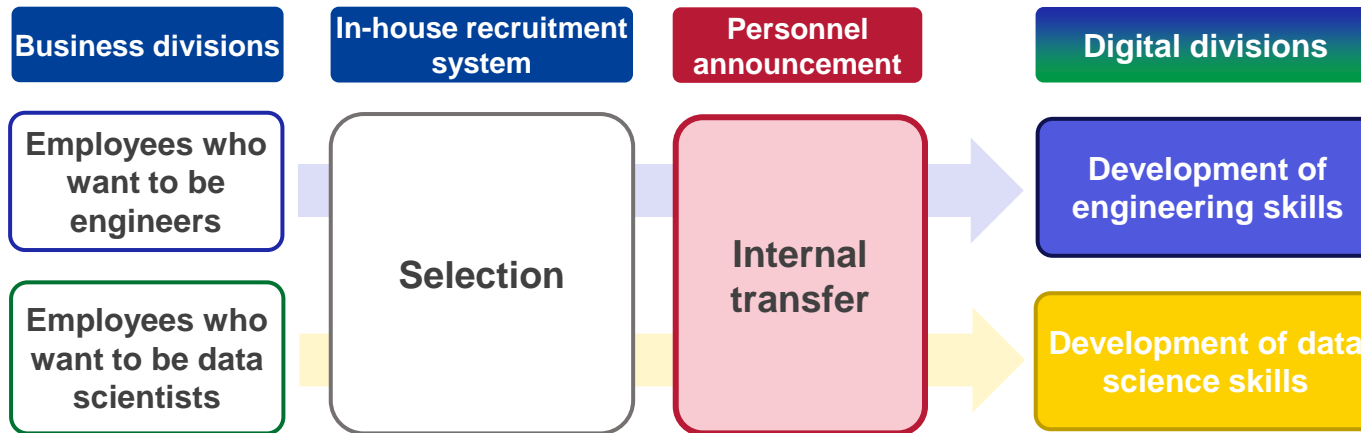 Business divisions
In-house recruitment
system
Personnel
announcement
Digital divisions
Employees who
want to be
engineers
Selection
Internal
transfer
Development of
engineering skills
Employees who
want to be data
scientists
Development of data
science skills